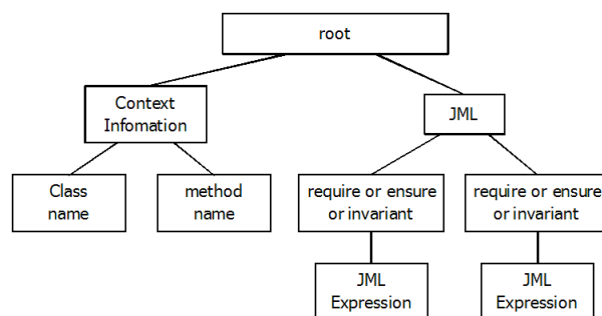 root
Context
Infomation
JML
Class
name
method
name
require or ensure
or invariant
require or ensure
or invariant
JML
Expression
JML
Expression